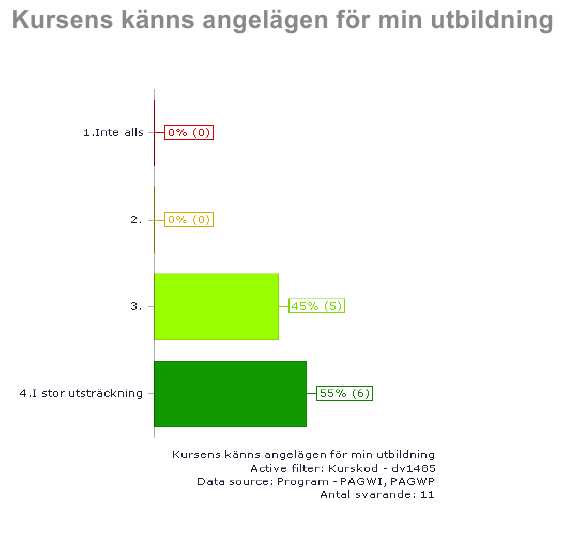 Kursens känns angelägen för min utbildning
1.Inte alls
0% (0)
2.
0% (0)
3.
45% (5)
4.I stor utsträckning
55% (6)
Kursens känns angelägen för min utbildning
Active filter: Kurskod - dv1485
Data source: Program - PAGWI, PAGWP
Antal svarande: 11